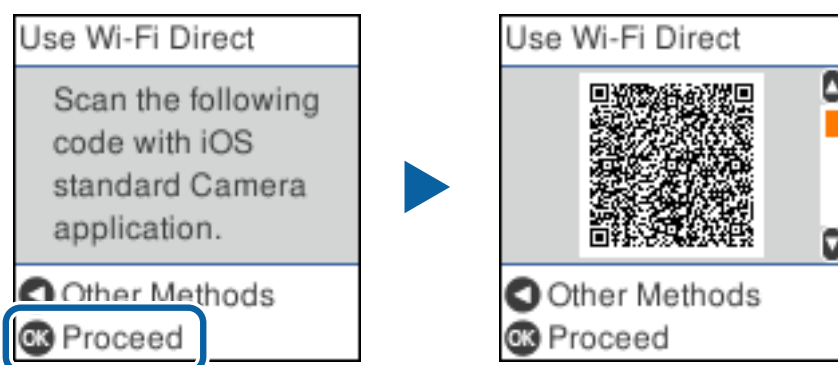 Use Wi-Fi Direct
Scan the following
code with iOS
standard Camera
application.
Other Methods
OK Proceed
Use Wi-Fi Direct
Other Methods
OK Proceed